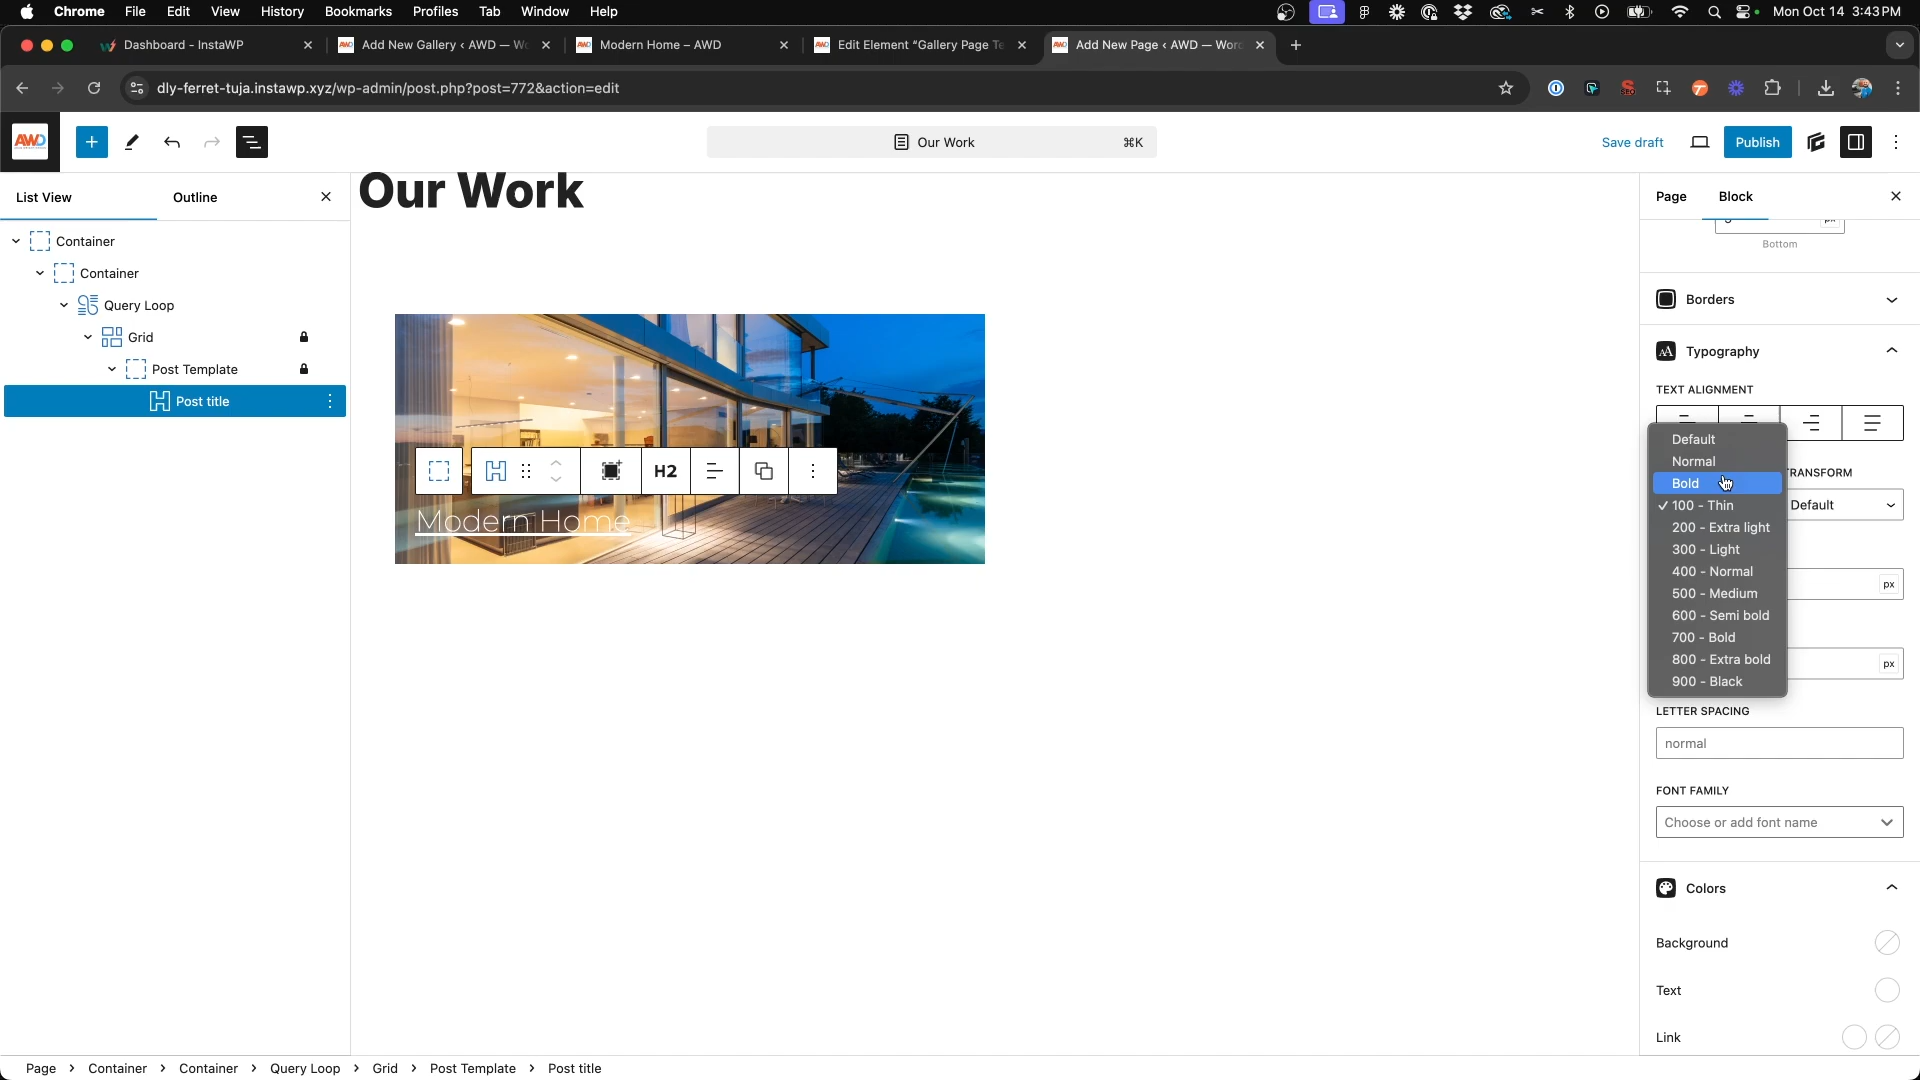 Chrome File Edit View History Bookmarks Profiles Tab Window Help Mon Oct 14 3:43 PM
Dashboard - InstaWP
Add New Gallery ‹ AWD — Wo
Modern Home – AWD
Edit Element “Gallery Page Te
Add New Page ‹ AWD — Word
dly-ferret-tuja.instawp.xyz/wp-admin/post.php?post=772&action=edit
AWD
Our Work ⌘K
Save draft
Publish
List View
Outline
Our Work
Page
Block
px
Bottom
Container
Container
Query Loop
Grid
Post Template
Post title
Borders
Typography
TEXT ALIGNMENT
H2
Modern Home
Default
Normal
Bold
✓ 100 - Thin
200 - Extra light
300 - Light
400 - Normal
500 - Medium
600 - Semi bold
700 - Bold
800 - Extra bold
900 - Black
TRANSFORM
Default
px
px
LETTER SPACING
normal
FONT FAMILY
Choose or add font name
Colors
Background
Text
Link
Page › Container › Container › Query Loop › Grid › Post Template › Post title